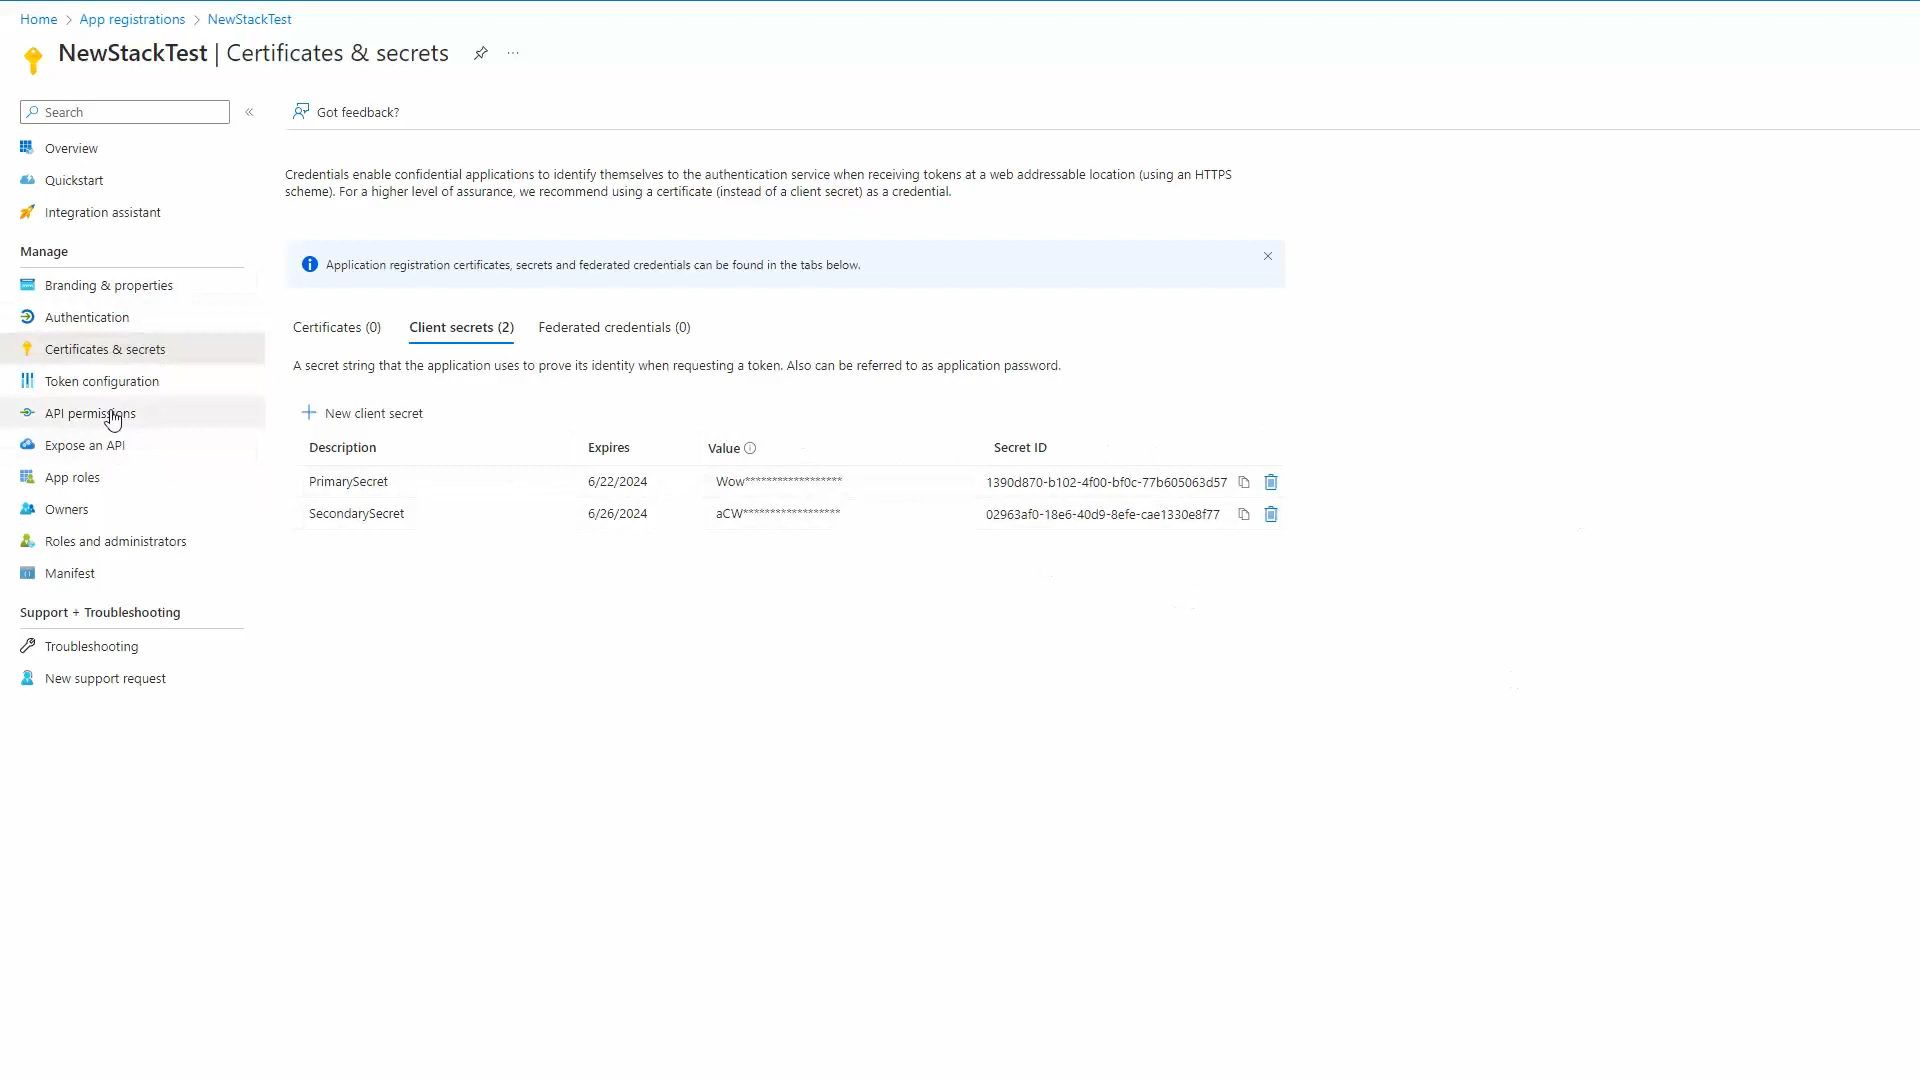 Home > App registrations > NewStackTest
NewStackTest | Certificates & secrets
Search
Got feedback?
Overview
Quickstart
Integration assistant
Manage
Branding & properties
Authentication
Certificates & secrets
Token configuration
API permissions
Expose an API
App roles
Owners
Roles and administrators
Manifest
Support + Troubleshooting
Troubleshooting
New support request
Credentials enable confidential applications to identify themselves to the authentication service when receiving tokens at a web addressable location (using an HTTPS
scheme). For a higher level of assurance, we recommend using a certificate (instead of a client secret) as a credential.
Application registration certificates, secrets and federated credentials can be found in the tabs below.
Certificates (0) Client secrets (2) Federated credentials (0)
A secret string that the application uses to prove its identity when requesting a token. Also can be referred to as application password.
New client secret
Description Expires Value Secret ID
PrimarySecret 6/22/2024 Wow****************** 1390d870-b102-4f00-bf0c-77b605063d57
SecondarySecret 6/26/2024 aCW****************** 02963af0-18e6-40d9-8efe-cae1330e8f77